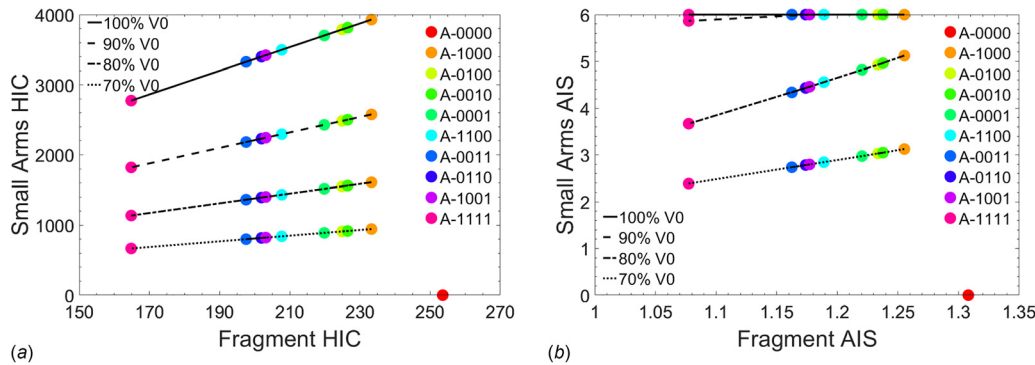 4000
3000
2000
1000
0
Small Arms HIC
100% V0
90% V0
80% V0
70% V0
A-0000
A-1000
A-0100
A-0010
A-0001
A-1100
A-0011
A-0110
A-1001
A-1111
150 170 190 210 230 250 270
Fragment HIC
(a)
6
5
4
3
2
1
0
Small Arms AIS
A-0000
A-1000
A-0100
A-0010
A-0001
A-1100
A-0011
A-0110
A-1001
A-1111
100% V0
90% V0
80% V0
70% V0
1 1.05 1.1 1.15 1.2 1.25 1.3 1.35
Fragment AIS
(b)